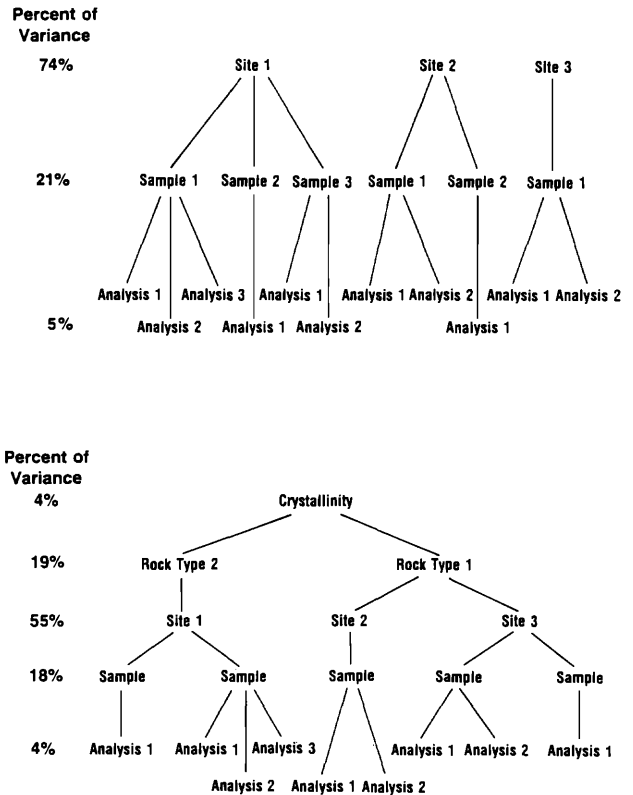 Percent of
Variance
74% Site 1 Site 2 SIte 3
21% Sample 1 Sample 2 Sample 3 Sample 1 Sample 2 Sample 1
Analysis 1 Analysis 3 Analysis 1 Analysis 1 Analysis 2 Analysis 1 Analysis 2
5% Analysis 2 Analysis 1 Analysis 2 Analysis 1
Percent of
Variance
4% Crystallinity
19% Rock Type 2 Rock Type 1
55% Site 1 Site 2 Site 3
18% Sample Sample Sample Sample Sample
4% Analysis 1 Analysis 1 Analysis 3 Analysis 1 Analysis 2 Analysis 1
Analysis 2 Analysis 1 Analysis 2